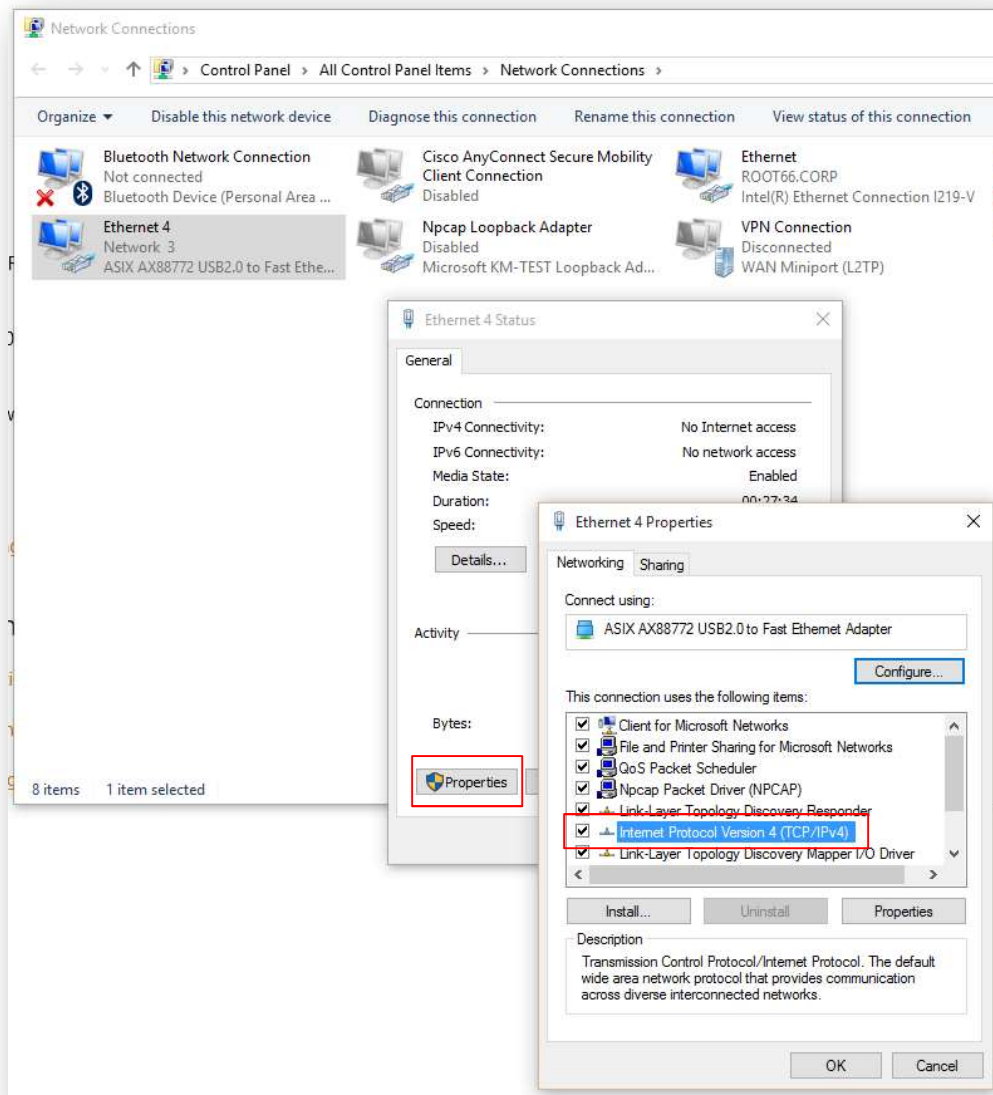 Network Connections
Control Panel > All Control Panel Items > Network Connections >
Organize Disable this network device Diagnose this connection Rename this connection View status of this connection
Bluetooth Network Connection
Not connected
Bluetooth Device (Personal Area ...
Cisco AnyConnect Secure Mobility
Client Connection
Disabled
Ethernet
ROOT66.CORP
Intel(R) Ethernet Connection I219-V
Ethernet 4
Network 3
ASIX AX88772 USB2.0 to Fast Ethe...
Npcap Loopback Adapter
Disabled
Microsoft KM-TEST Loopback Ad...
VPN Connection
Disconnected
WAN Miniport (L2TP)
Ethernet 4 Status
General
Connection
IPv4 Connectivity: No Internet access
IPv6 Connectivity: No network access
Media State: Enabled
Duration: 00:27:34
Speed:
Details...
Activity
Bytes:
Properties
8 items 1 item selected
Ethernet 4 Properties
Networking Sharing
Connect using:
ASIX AX88772 USB2.0 to Fast Ethernet Adapter
Configure...
This connection uses the following items:
Client for Microsoft Networks
File and Printer Sharing for Microsoft Networks
QoS Packet Scheduler
Npcap Packet Driver (NPCAP)
Link-Layer Topology Discovery Responder
Internet Protocol Version 4 (TCP/IPv4)
Link-Layer Topology Discovery Mapper I/O Driver
Install... Uninstall Properties
Description
Transmission Control Protocol/Internet Protocol. The default
wide area network protocol that provides communication
across diverse interconnected networks.
OK Cancel